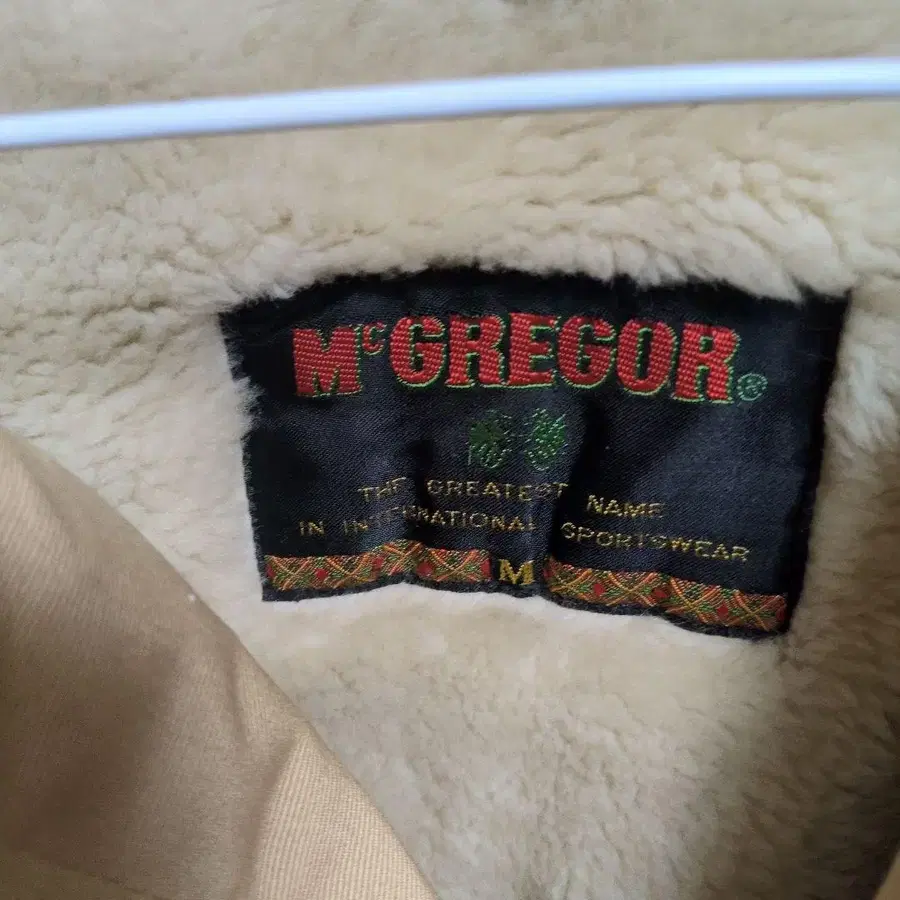 McGREGOR®
THE GREATEST NAME
IN INTERNATIONAL SPORTSWEAR
M